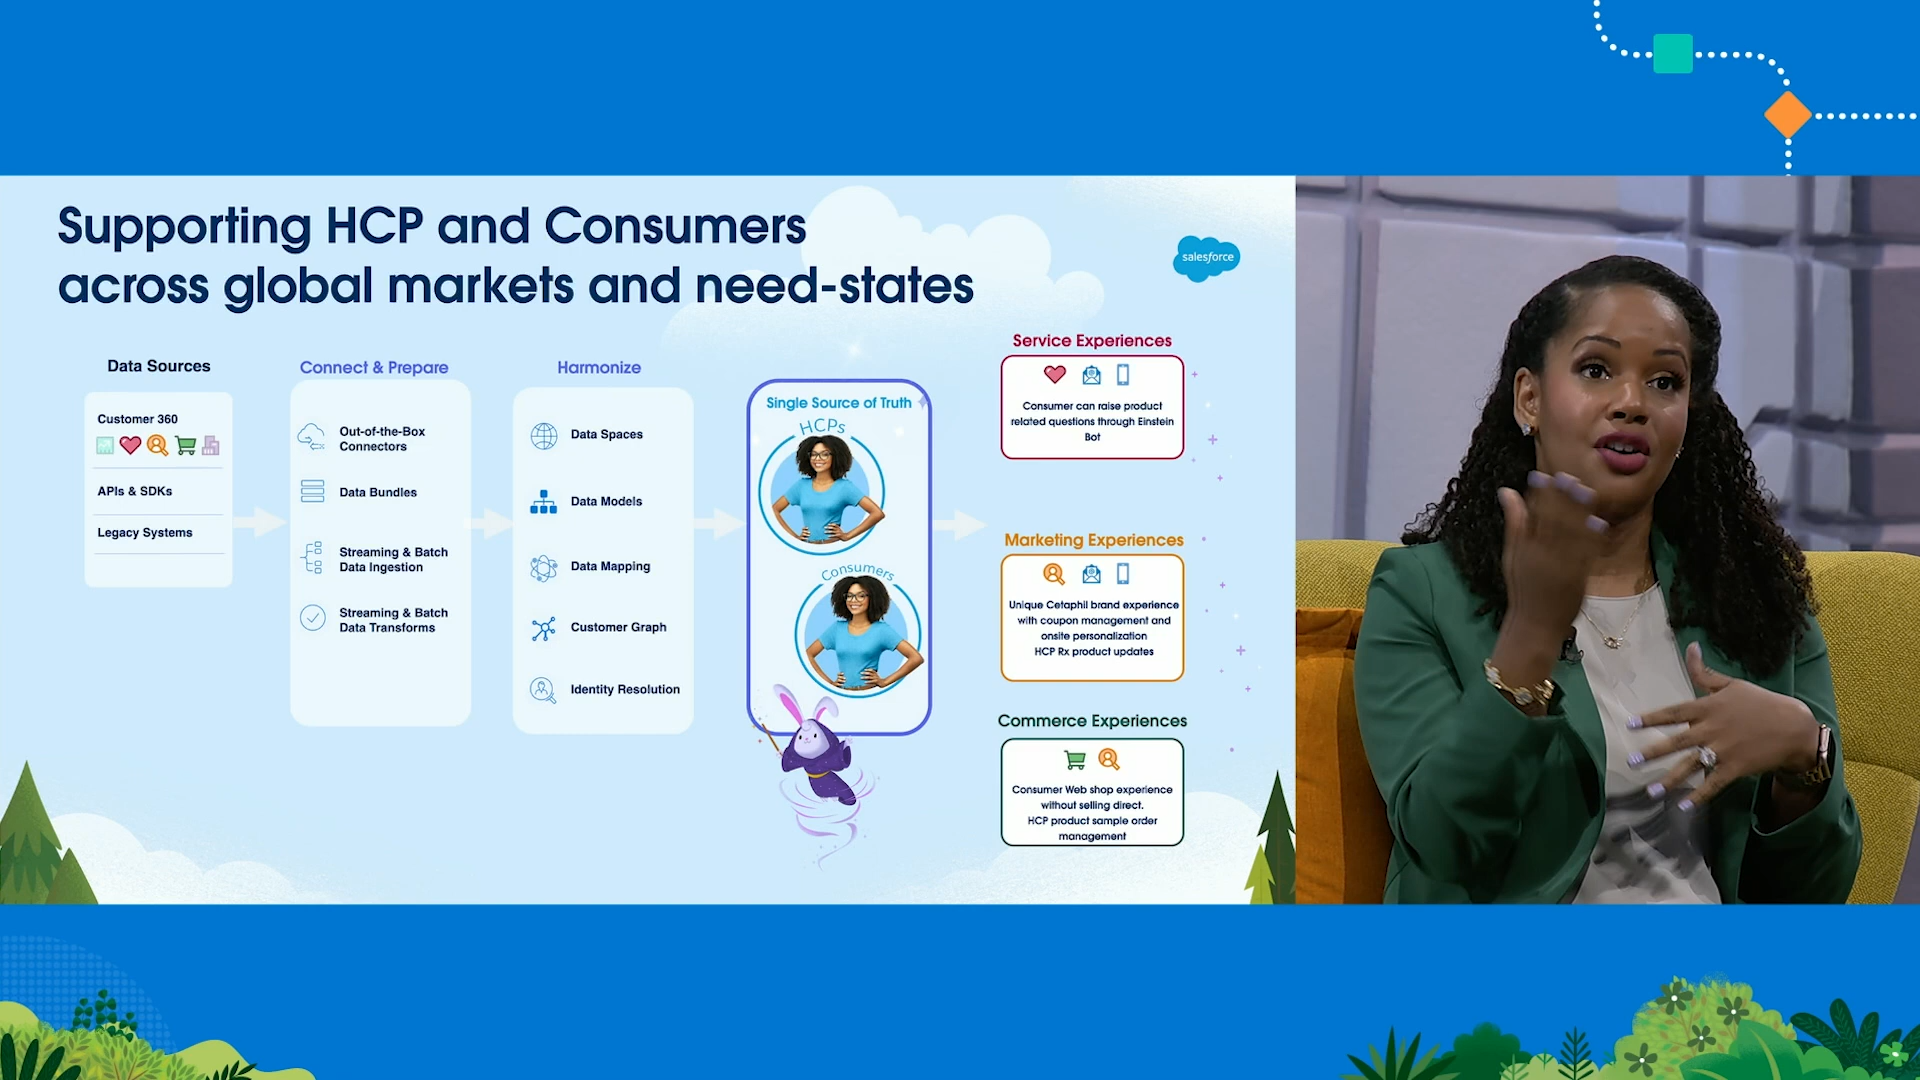 Supporting HCP and Consumers
across global markets and need-states
salesforce
Data Sources
Customer 360
APIs & SDKs
Legacy Systems
Connect & Prepare
Out-of-the-Box
Connectors
Data Bundles
Streaming & Batch
Data Ingestion
Streaming & Batch
Data Transforms
Harmonize
Data Spaces
Data Models
Data Mapping
Customer Graph
Identity Resolution
Single Source of Truth
HCPs
Consumers
Service Experiences
Consumer can raise product
related questions through Einstein
Bot
Marketing Experiences
Unique Cetaphil brand experience
with coupon management and
onsite personalization
HCP Rx product updates
Commerce Experiences
Consumer Web shop experience
without selling direct.
HCP product sample order
management